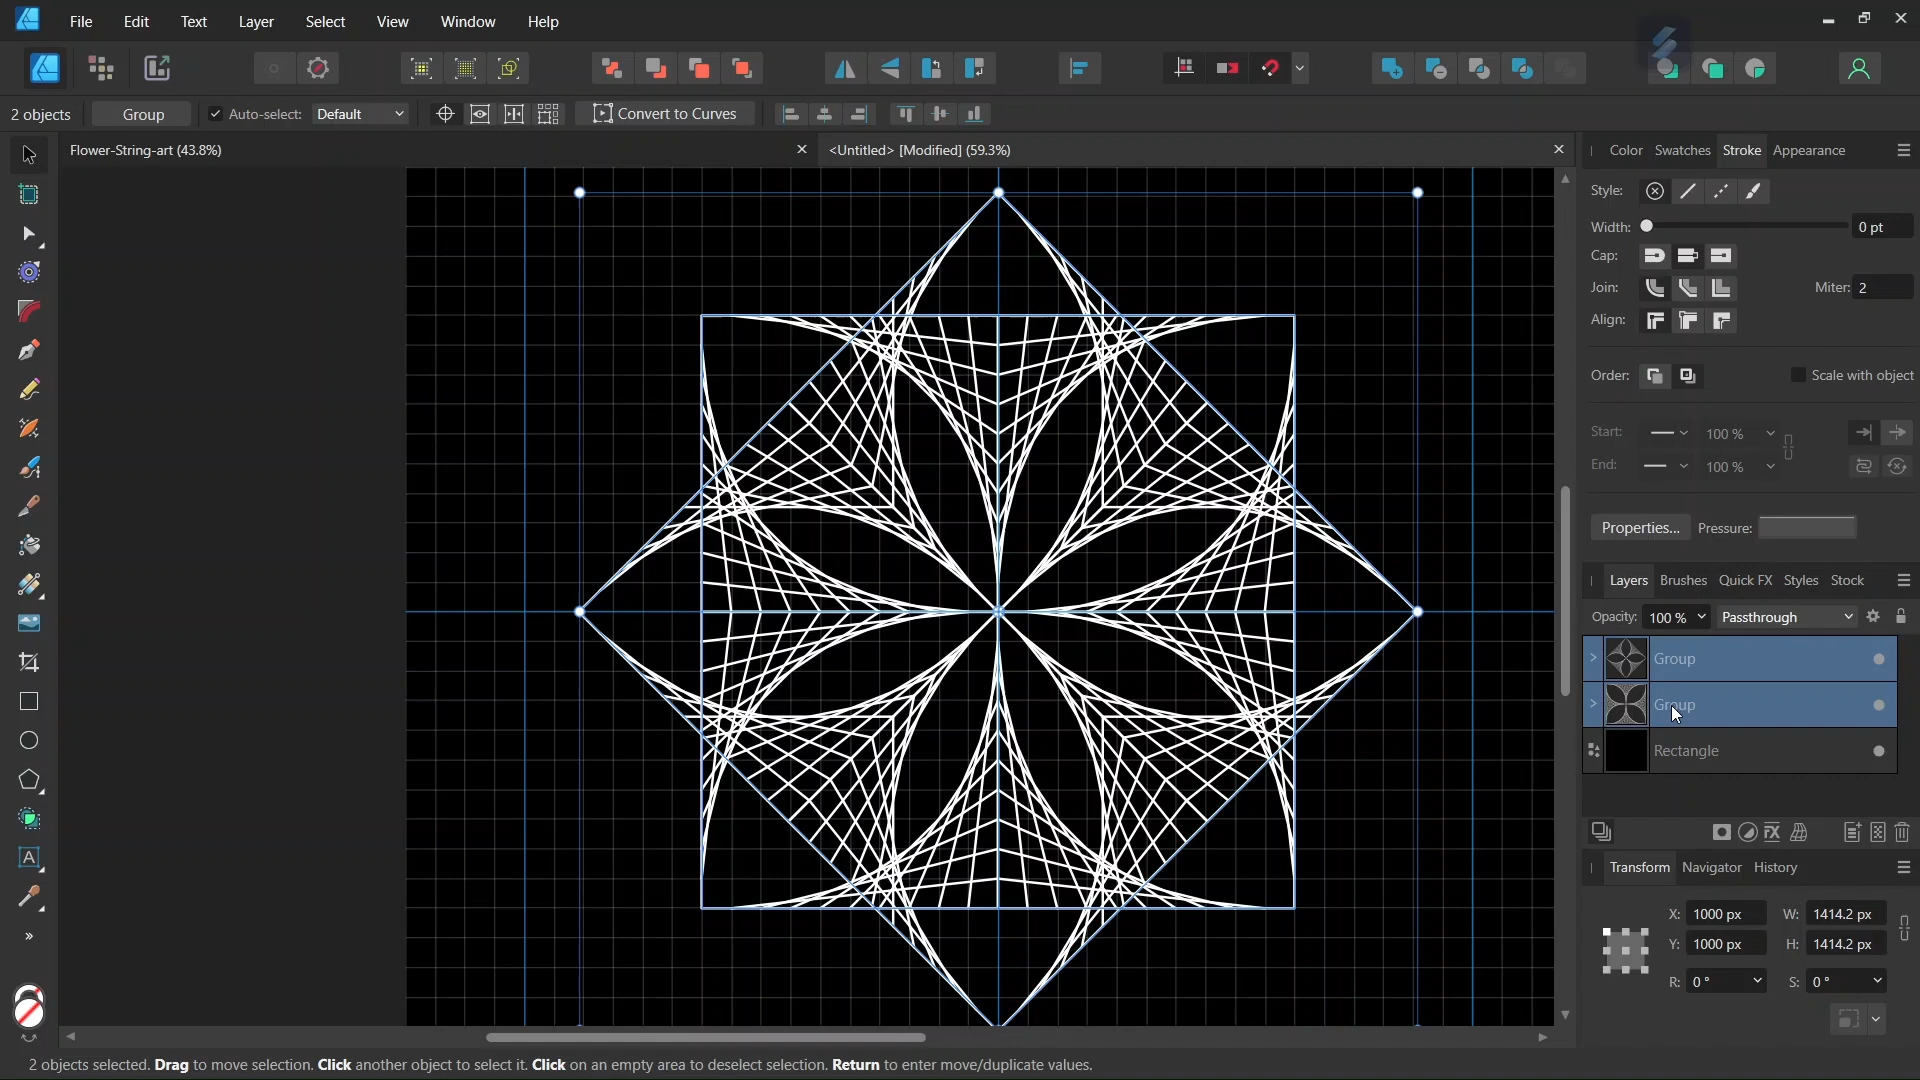 File Edit Text Layer Select View Window Help
2 objects Group Auto-select: Default Convert to Curves
Flower-String-art (43.8%) <Untitled> [Modified] (59.3%)
Color Swatches Stroke Appearance
Style:
Width: 0 pt
Cap:
Join: Miter: 2
Align:
Order: Scale with object
Start: 100 %
End: 100 %
Properties... Pressure:
Layers Brushes Quick FX Styles Stock
Opacity: 100 % Passthrough
Group
Group
Rectangle
Transform Navigator History
X: 1000 px W: 1414.2 px
Y: 1000 px H: 1414.2 px
R: 0 ° S: 0 °
2 objects selected. Drag to move selection. Click another object to select it. Click on an empty area to deselect selection. Return to enter move/duplicate values.